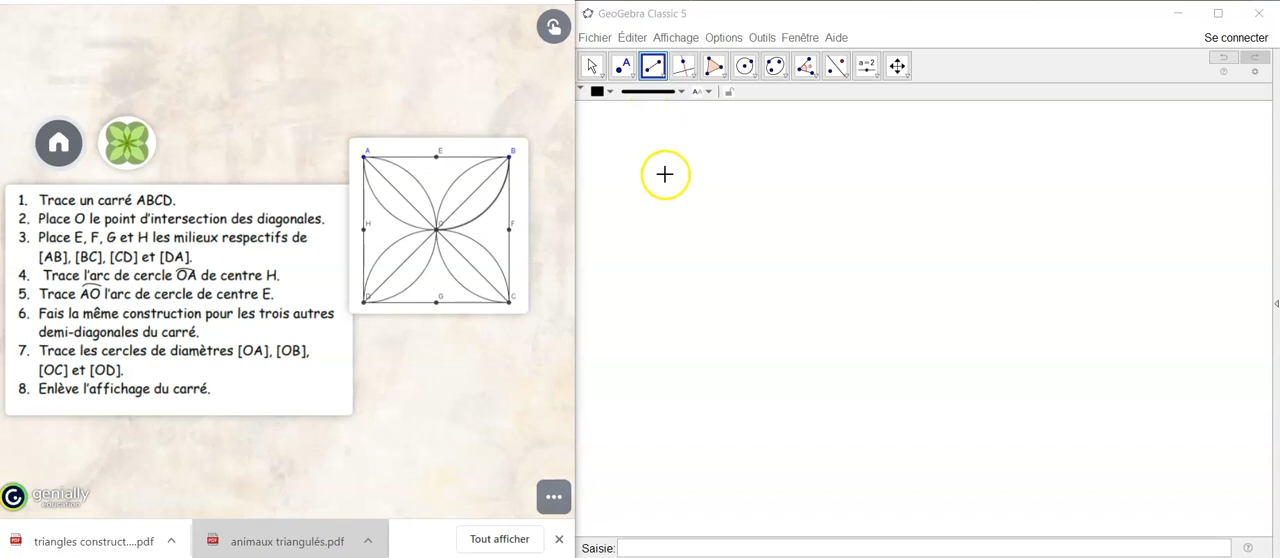 GeoGebra Classic 5
Fichier Éditer Affichage Options Outils Fenêtre Aide
Se connecter
A
a=2
AA
1. Trace un carré ABCD.
2. Place O le point d'intersection des diagonales.
3. Place E, F, G et H les milieux respectifs de
[AB], [BC], [CD] et [DA].
4. Trace l'arc de cercle OA de centre H.
5. Trace AO l'arc de cercle de centre E.
6. Fais la même construction pour les trois autres
demi-diagonales du carré.
7. Trace les cercles de diamètres [OA], [OB],
[OC] et [OD].
8. Enlève l'affichage du carré.
A E B
H O F
D G C
genially
education
triangles construct....pdf
animaux triangulés.pdf
Tout afficher
Saisie: